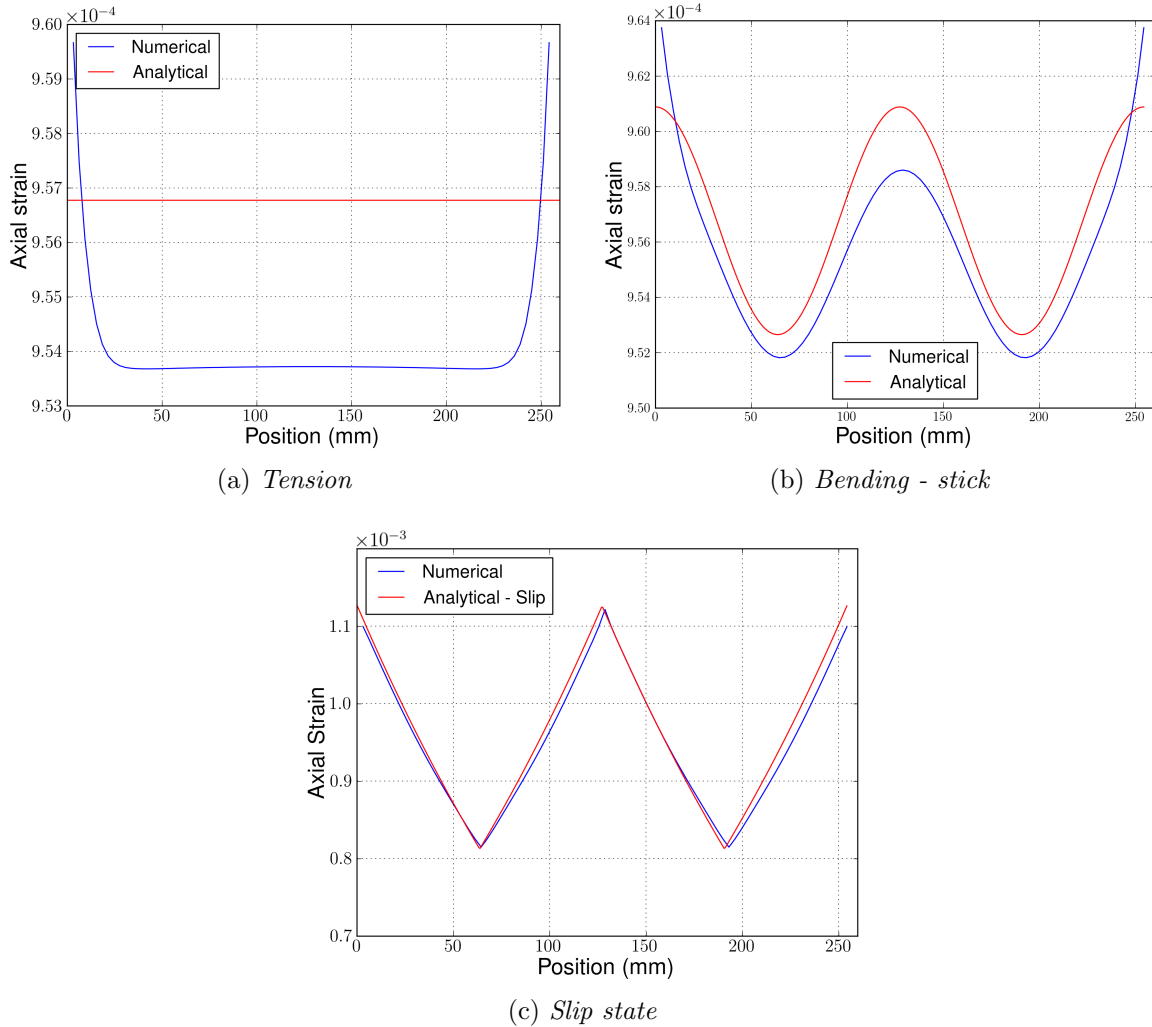 ×10⁻⁴
9.60
9.59
9.58
9.57
9.56
9.55
9.54
9.53
Axial strain
Numerical
Analytical
0 50 100 150 200 250
Position (mm)
(a) Tension
×10⁻⁴
9.64
9.62
9.60
9.58
9.56
9.54
9.52
9.50
Axial strain
Numerical
Analytical
0 50 100 150 200 250
Position (mm)
(b) Bending - stick
×10⁻³
1.1
1.0
0.9
0.8
0.7
Axial Strain
Numerical
Analytical - Slip
0 50 100 150 200 250
Position (mm)
(c) Slip state